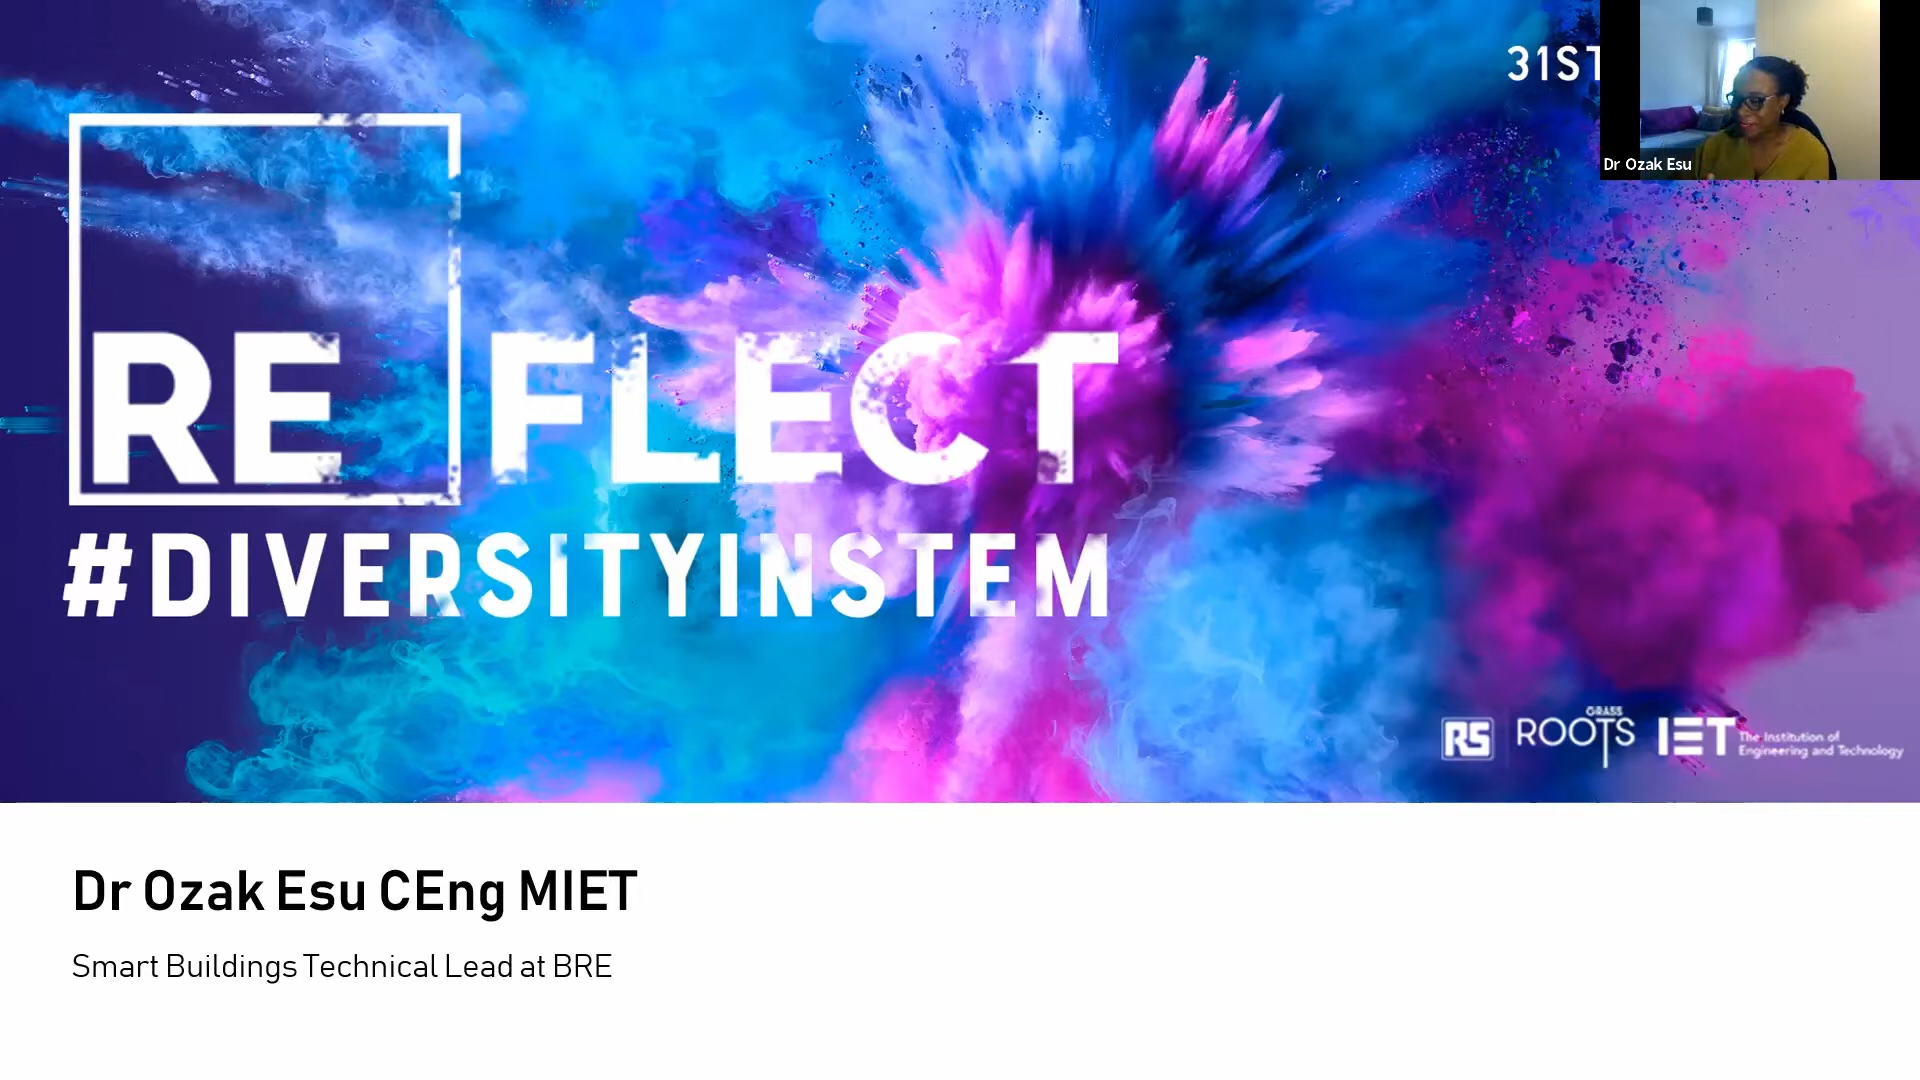 31ST
Dr Ozak Esu
RE FLECT
#DIVERSITYINSTEM
RS
GRASS
ROOTS
IET The Institution of
Engineering and Technology
Dr Ozak Esu CEng MIET
Smart Buildings Technical Lead at BRE